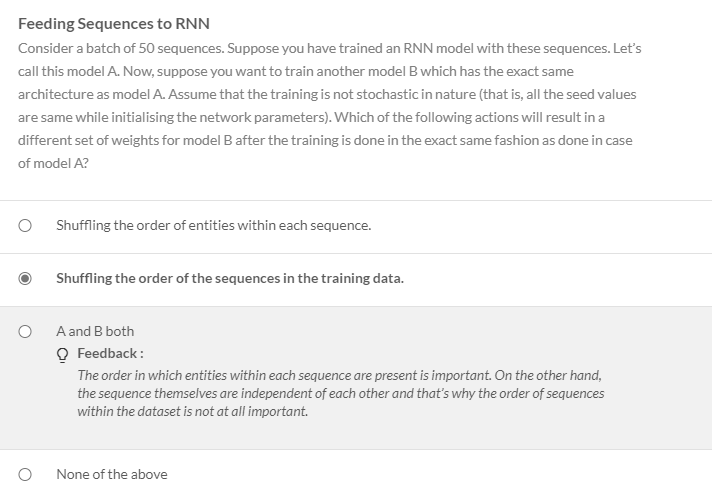 Feeding Sequences to RNN
Consider a batch of 50 sequences. Suppose you have trained an RNN model with these sequences. Let's
call this model A. Now, suppose you want to train another model B which has the exact same
architecture as model A. Assume that the training is not stochastic in nature (that is, all the seed values
are same while initialising the network parameters). Which of the following actions will result in a
different set of weights for model B after the training is done in the exact same fashion as done in case
of model A?
Shuffling the order of entities within each sequence.
Shuffling the order of the sequences in the training data.
A and B both
Feedback :
The order in which entities within each sequence are present is important. On the other hand,
the sequence themselves are independent of each other and that's why the order of sequences
within the dataset is not at all important.
None of the above